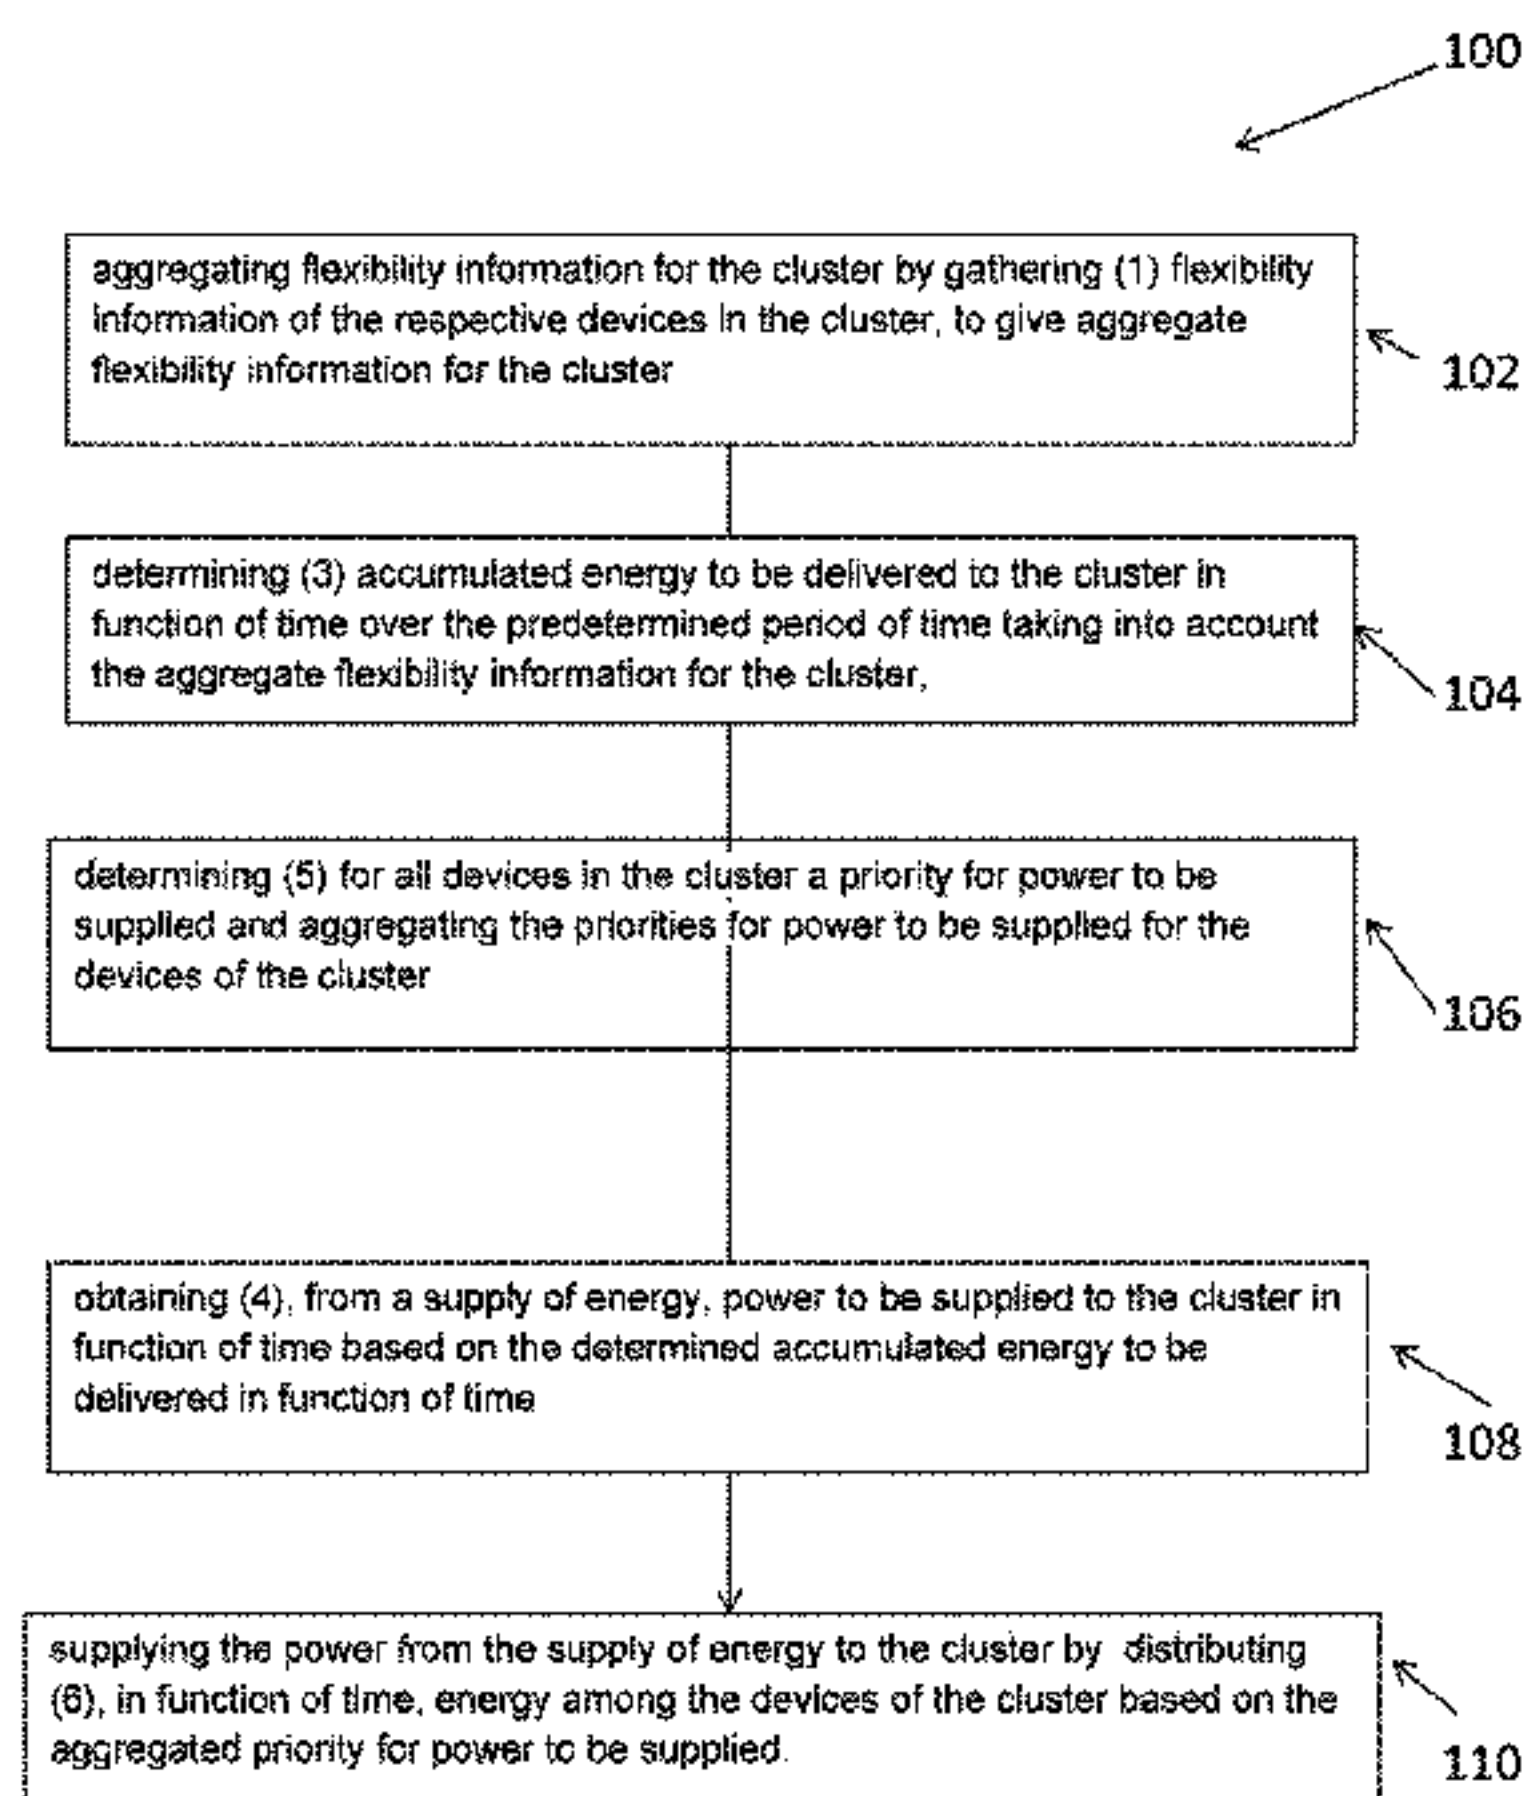 100
aggregating flexibility information for the cluster by gathering (1) flexibility
information of the respective devices in the cluster, to give aggregate
flexibility information for the cluster
102
determining (3) accumulated energy to be delivered to the cluster in
function of time over the predetermined period of time taking into account
the aggregate flexibility information for the cluster,
104
determining (5) for all devices in the cluster a priority for power to be
supplied and aggregating the priorities for power to be supplied for the
devices of the cluster
106
obtaining (4), from a supply of energy, power to be supplied to the cluster in
function of time based on the determined accumulated energy to be
delivered in function of time
108
supplying the power from the supply of energy to the cluster by distributing
(6), in function of time, energy among the devices of the cluster based on the
aggregated priority for power to be supplied.
110